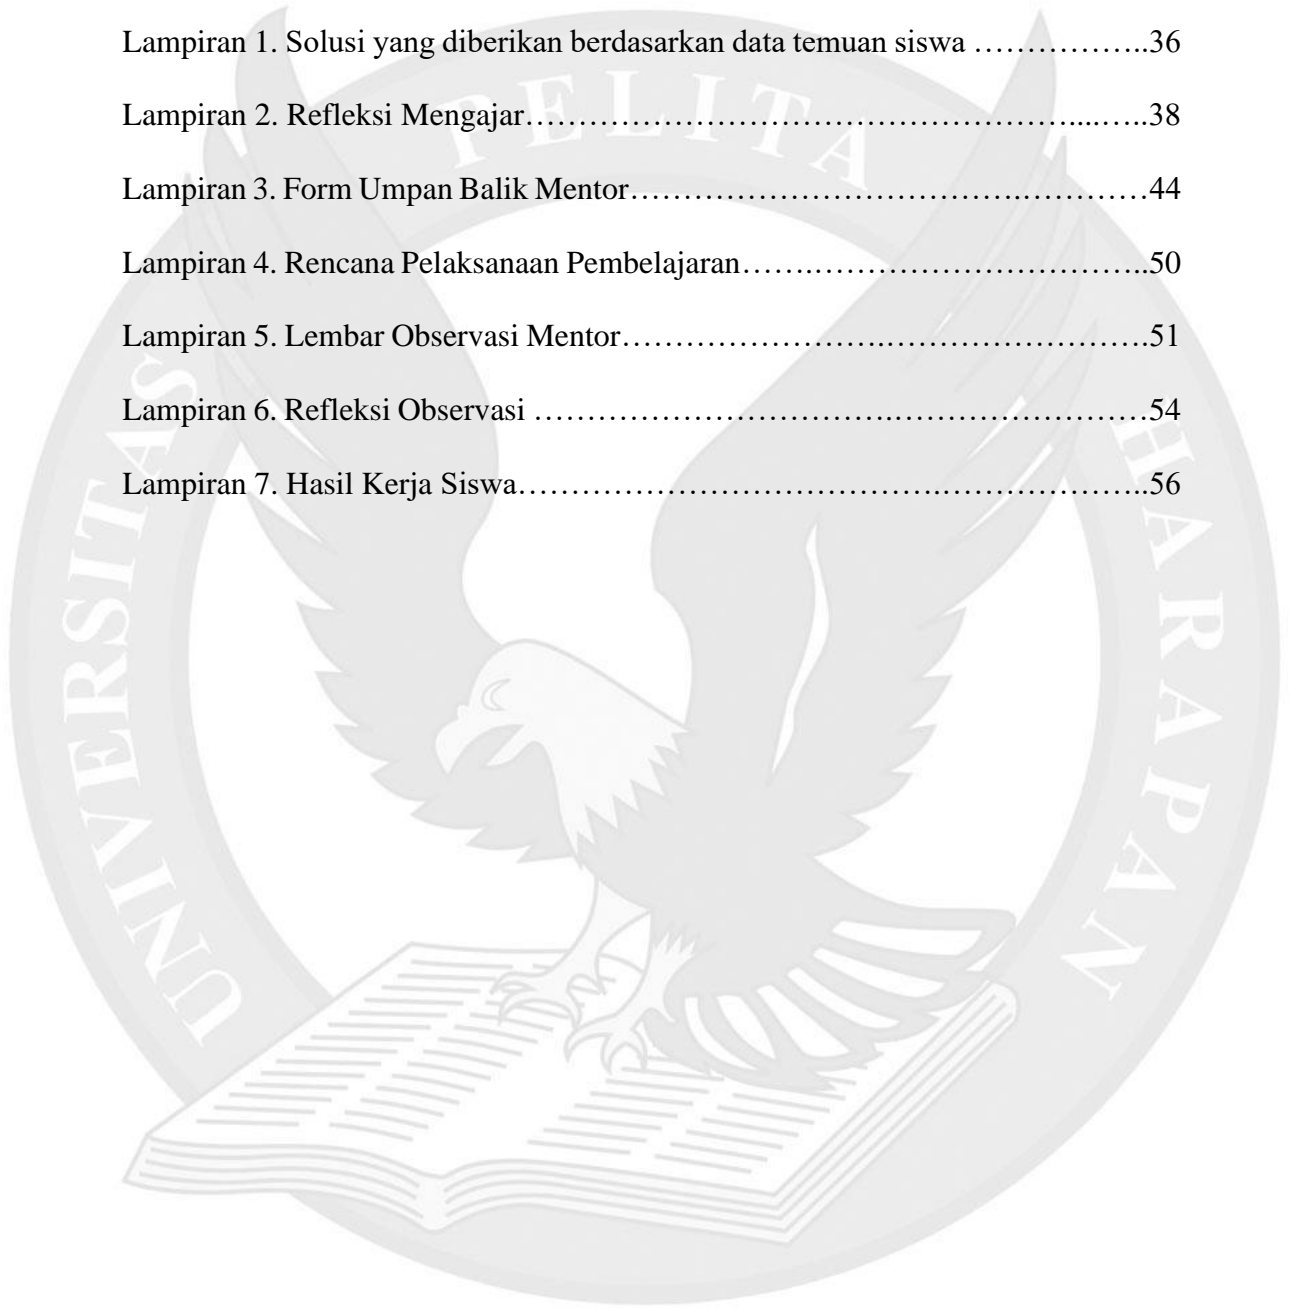 Lampiran 1. Solusi yang diberikan berdasarkan data temuan siswa ……………..36
Lampiran 2. Refleksi Mengajar……………………………………………...…..38
Lampiran 3. Form Umpan Balik Mentor…………………………….…………44
Lampiran 4. Rencana Pelaksanaan Pembelajaran…….…………………………..50
Lampiran 5. Lembar Observasi Mentor…………………….…………………….51
Lampiran 6. Refleksi Observasi …………………………….……………………54
Lampiran 7. Hasil Kerja Siswa………………………………….………………..56
UNIVERSITAS PELITA HARAPAN